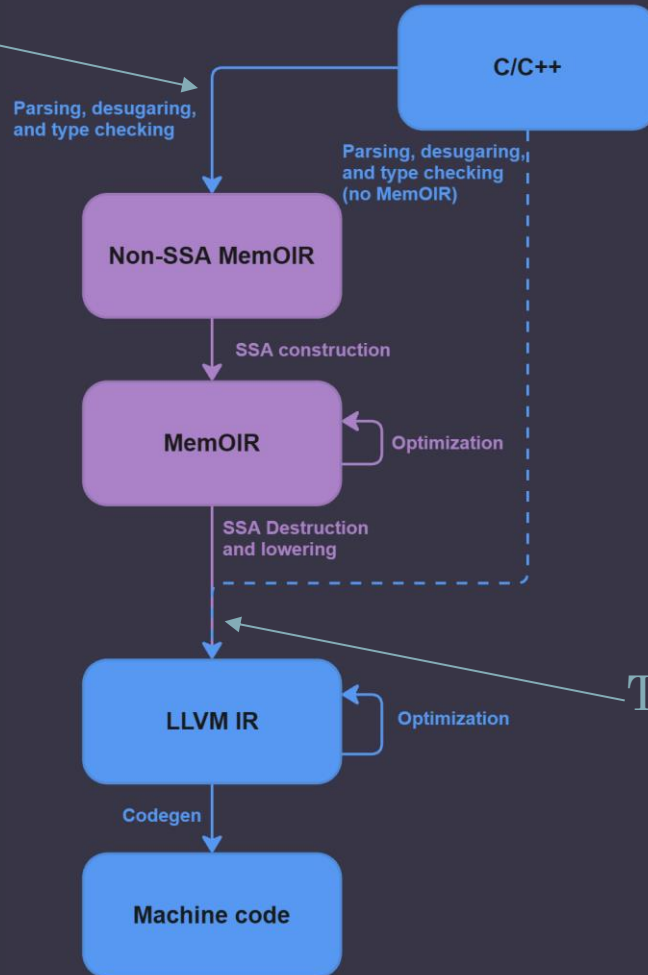 C/C++
Parsing, desugaring,
and type checking
Parsing, desugaring,
and type checking
(no MemOIR)
Non-SSA MemOIR
SSA construction
MemOIR
Optimization
SSA Destruction
and lowering
T
LLVM IR
Optimization
Codegen
Machine code